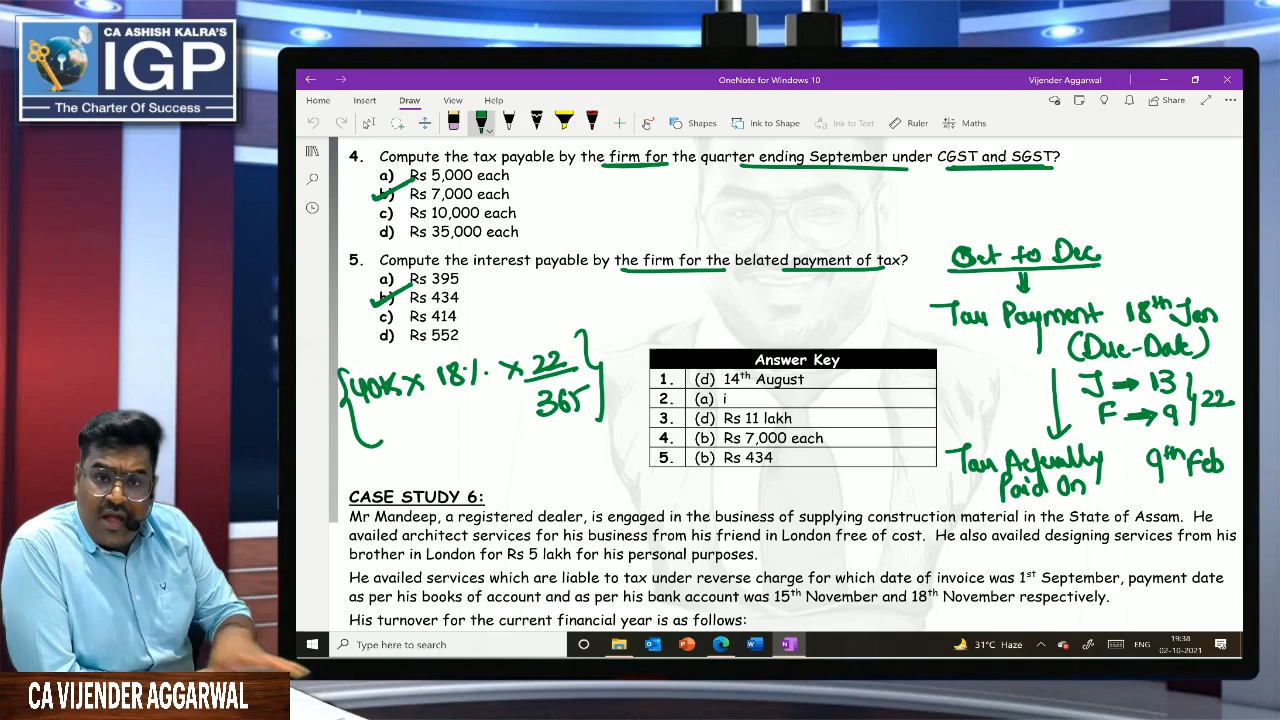 CA ASHISH KALRA'S
IGP
The Charter Of Success
OneNote for Windows 10
Vijender Aggarwal
Home Insert Draw View Help
Share
Shapes
Ink to Shape
Ink to Text
Ruler
Maths
4. Compute the tax payable by the firm for the quarter ending September under CGST and SGST?
a) Rs 5,000 each
b) Rs 7,000 each
c) Rs 10,000 each
d) Rs 35,000 each
5. Compute the interest payable by the firm for the belated payment of tax?
a) Rs 395
b) Rs 434
c) Rs 414
d) Rs 552
{40K x 18% x 22/365}
Oct to Dec
Tax Payment 18th Jan
(Due-Date)
J → 13
F → 9
} 22
Tax Actually 9th Feb
Paid On
Answer Key
1. (d) 14th August
2. (a) i
3. (d) Rs 11 lakh
4. (b) Rs 7,000 each
5. (b) Rs 434
CASE STUDY 6:
Mr Mandeep, a registered dealer, is engaged in the business of supplying construction material in the State of Assam. He
availed architect services for his business from his friend in London free of cost. He also availed designing services from his
brother in London for Rs 5 lakh for his personal purposes.
He availed services which are liable to tax under reverse charge for which date of invoice was 1st September, payment date
as per his books of account and as per his bank account was 15th November and 18th November respectively.
His turnover for the current financial year is as follows:
Type here to search
31°C Haze
ENG
19:38
02-10-2021
CA VIJENDER AGGARWAL